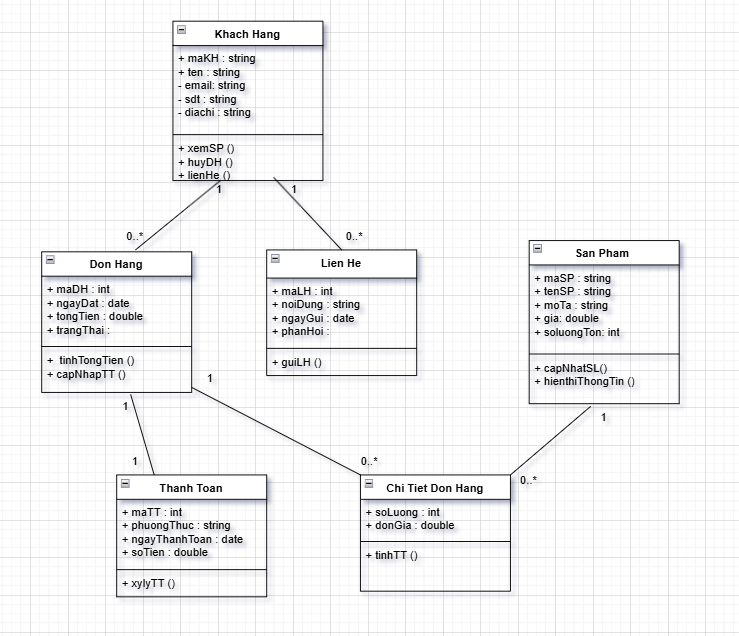 Khach Hang
+ maKH : string
+ ten : string
- email: string
- sdt : string
- diachi : string
+ xemSP ()
+ huyDH ()
+ lienHe ()
1
1
0..*
0..*
Don Hang
+ maDH : int
+ ngayDat : date
+ tongTien : double
+ trangThai :
+ tinhTongTien ()
+ capNhapTT ()
Lien He
+ maLH : int
+ noiDung : string
+ ngayGui : date
+ phanHoi :
+ guiLH ()
San Pham
+ maSP : string
+ tenSP : string
+ moTa : string
+ gia: double
+ soluongTon: int
+ capNhatSL()
+ hienthiThongTin ()
1
1
1
1
0..*
0..*
Thanh Toan
+ maTT : int
+ phuongThuc : string
+ ngayThanhToan : date
+ soTien : double
+ xylyTT ()
Chi Tiet Don Hang
+ soLuong : int
+ donGia : double
+ tinhTT ()